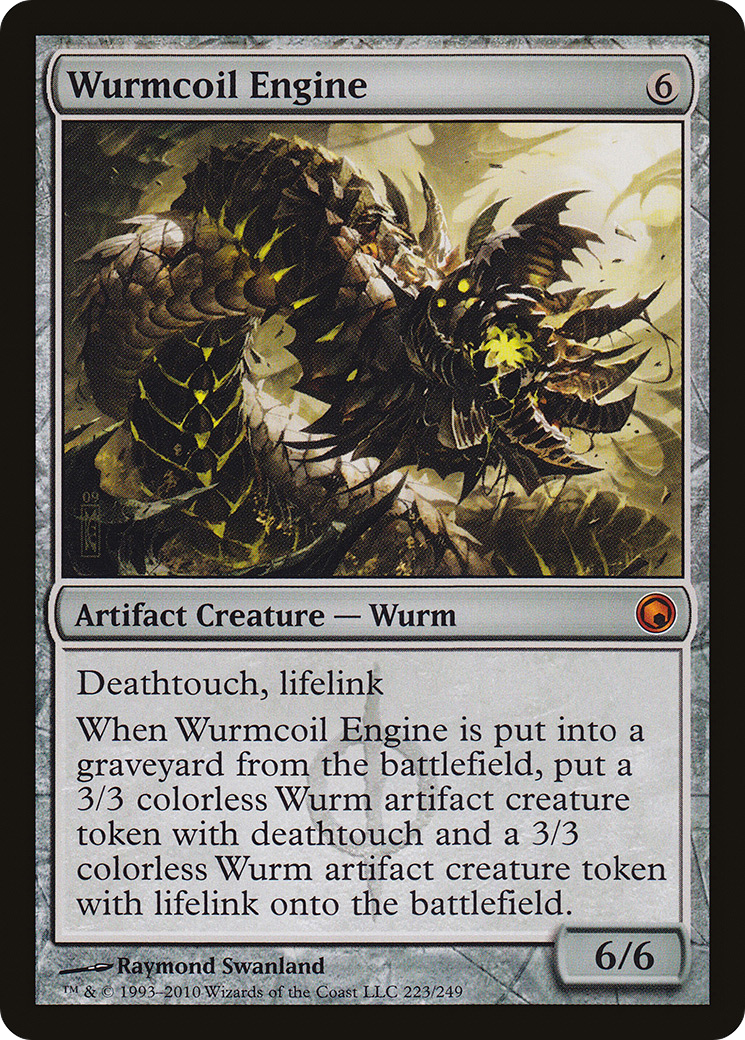 Wurmcoil Engine
6
09
Artifact Creature — Wurm
Deathtouch, lifelink
When Wurmcoil Engine is put into a
graveyard from the battlefield, put a
3/3 colorless Wurm artifact creature
token with deathtouch and a 3/3
colorless Wurm artifact creature token
with lifelink onto the battlefield.
6/6
Raymond Swanland
™ & © 1993–2010 Wizards of the Coast LLC 223/249